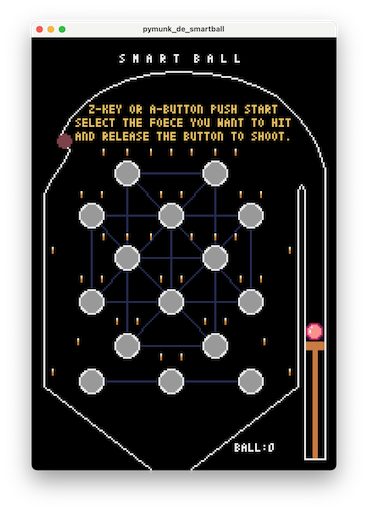 pymunk_de_smartball
SMART BALL
Z-KEY OR A-BUTTON PUSH START
SELECT THE FOECE YOU WANT TO HIT
AND RELEASE THE BUTTON TO SHOOT.
BALL:0